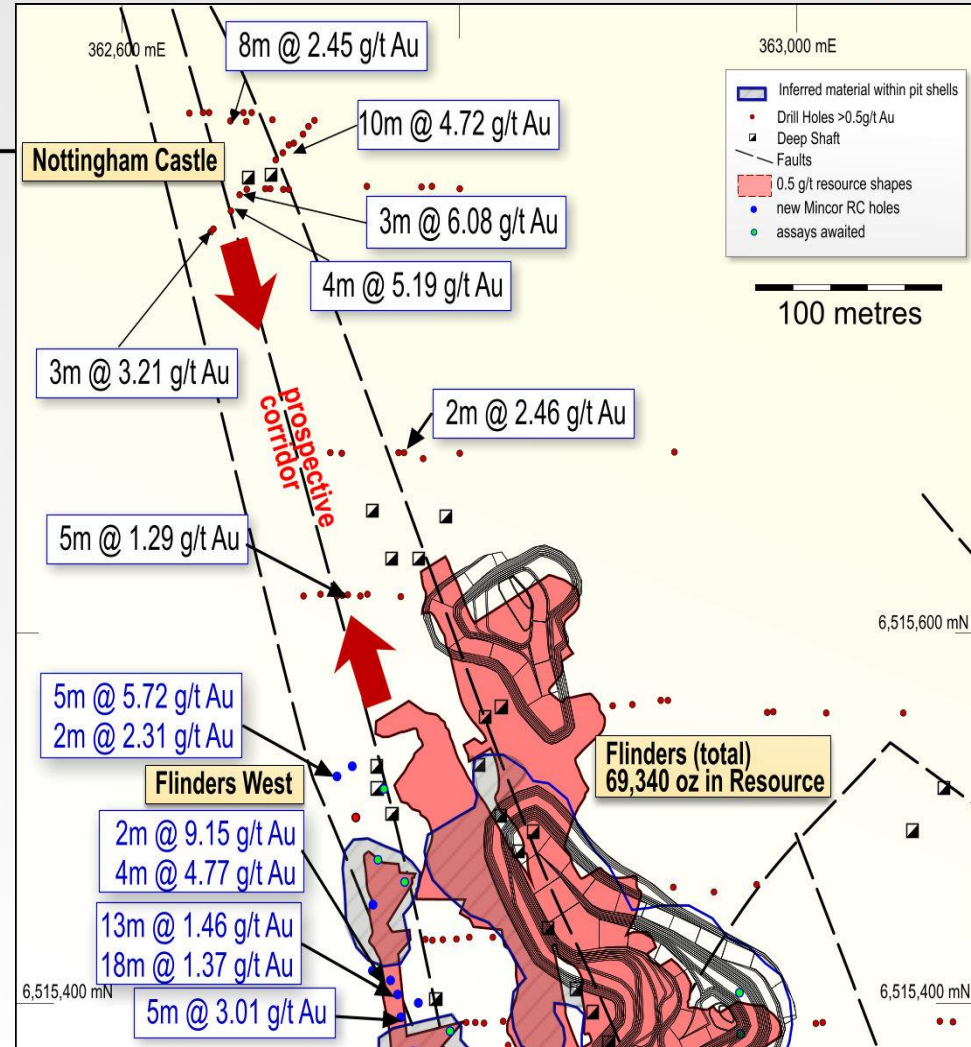 362,600 mE
363,000 mE
8m @ 2.45 g/t Au
10m @ 4.72 g/t Au
Nottingham Castle
3m @ 6.08 g/t Au
4m @ 5.19 g/t Au
3m @ 3.21 g/t Au
Inferred material within pit shells
Drill Holes >0.5g/t Au
Deep Shaft
Faults
0.5 g/t resource shapes
new Mincor RC holes
assays awaited
100 metres
prospective
corridor
2m @ 2.46 g/t Au
5m @ 1.29 g/t Au
6,515,600 mN
5m @ 5.72 g/t Au
2m @ 2.31 g/t Au
Flinders West
Flinders (total)
69,340 oz in Resource
2m @ 9.15 g/t Au
4m @ 4.77 g/t Au
13m @ 1.46 g/t Au
18m @ 1.37 g/t Au
6,515,400 mN
6,515,400 mN
5m @ 3.01 g/t Au